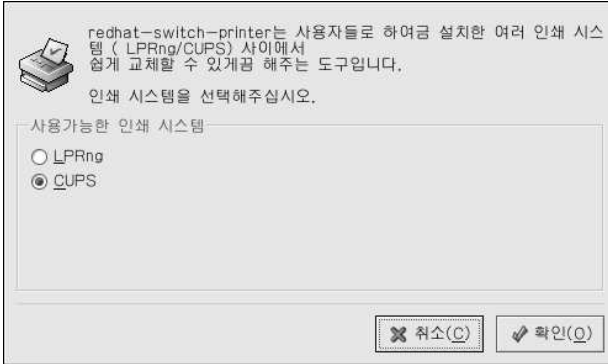 redhat-switch-printer는 사용자들로 하여금 설치한 여러 인쇄 시스
템 ( LPRng/CUPS) 사이에서
쉽게 교체할 수 있게끔 해주는 도구입니다.
인쇄 시스템을 선택해주십시오.
사용가능한 인쇄 시스템
LPRng
CUPS
취소(C)
확인(O)